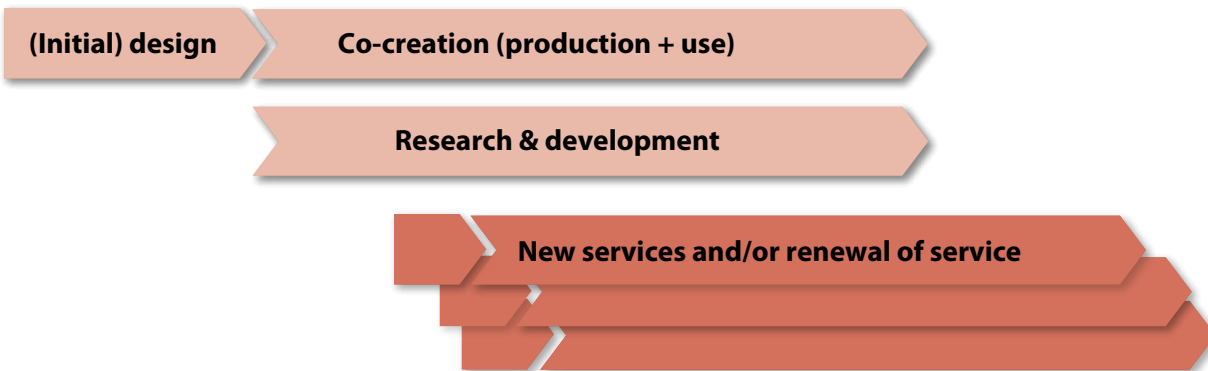 (Initial) design
Co-creation (production + use)
Research & development
New services and/or renewal of service